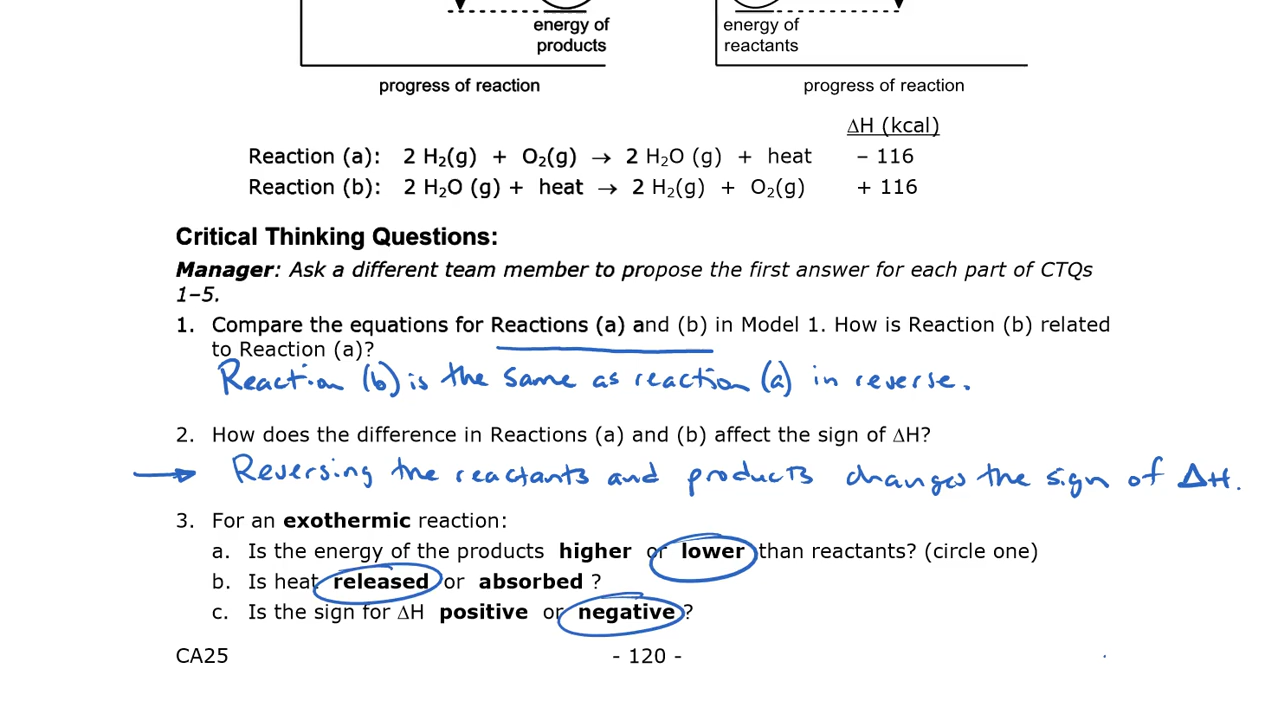 energy of
products
energy of
reactants
progress of reaction
progress of reaction
ΔH (kcal)
Reaction (a): 2 H₂(g) + O₂(g) → 2 H₂O (g) + heat – 116
Reaction (b): 2 H₂O (g) + heat → 2 H₂(g) + O₂(g) + 116
Critical Thinking Questions:
Manager: Ask a different team member to propose the first answer for each part of CTQs
1–5.
1. Compare the equations for Reactions (a) and (b) in Model 1. How is Reaction (b) related
to Reaction (a)?
Reaction (b) is the same as reaction (a) in reverse.
2. How does the difference in Reactions (a) and (b) affect the sign of ΔH?
→ Reversing the reactants and products changes the sign of ΔH.
3. For an exothermic reaction:
a. Is the energy of the products higher or lower than reactants? (circle one)
b. Is heat released or absorbed ?
c. Is the sign for ΔH positive or negative ?
CA25 - 120 -